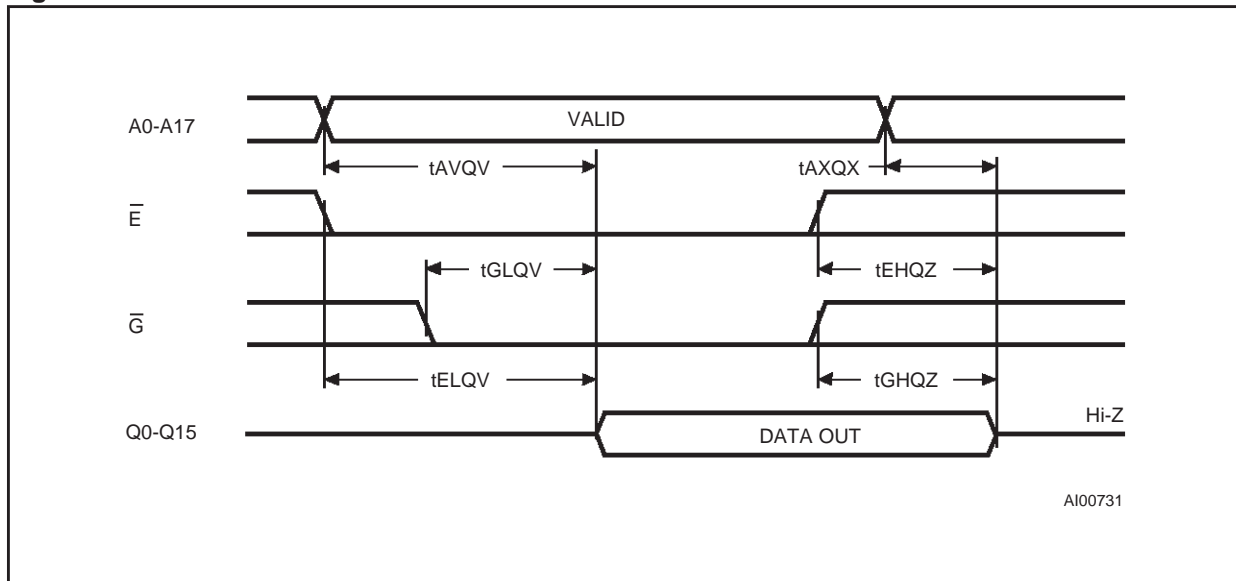 A0-A17
VALID
tAVQV
tAXQX
E
tGLQV
tEHQZ
G
tELQV
tGHQZ
Q0-Q15
DATA OUT
Hi-Z
AI00731